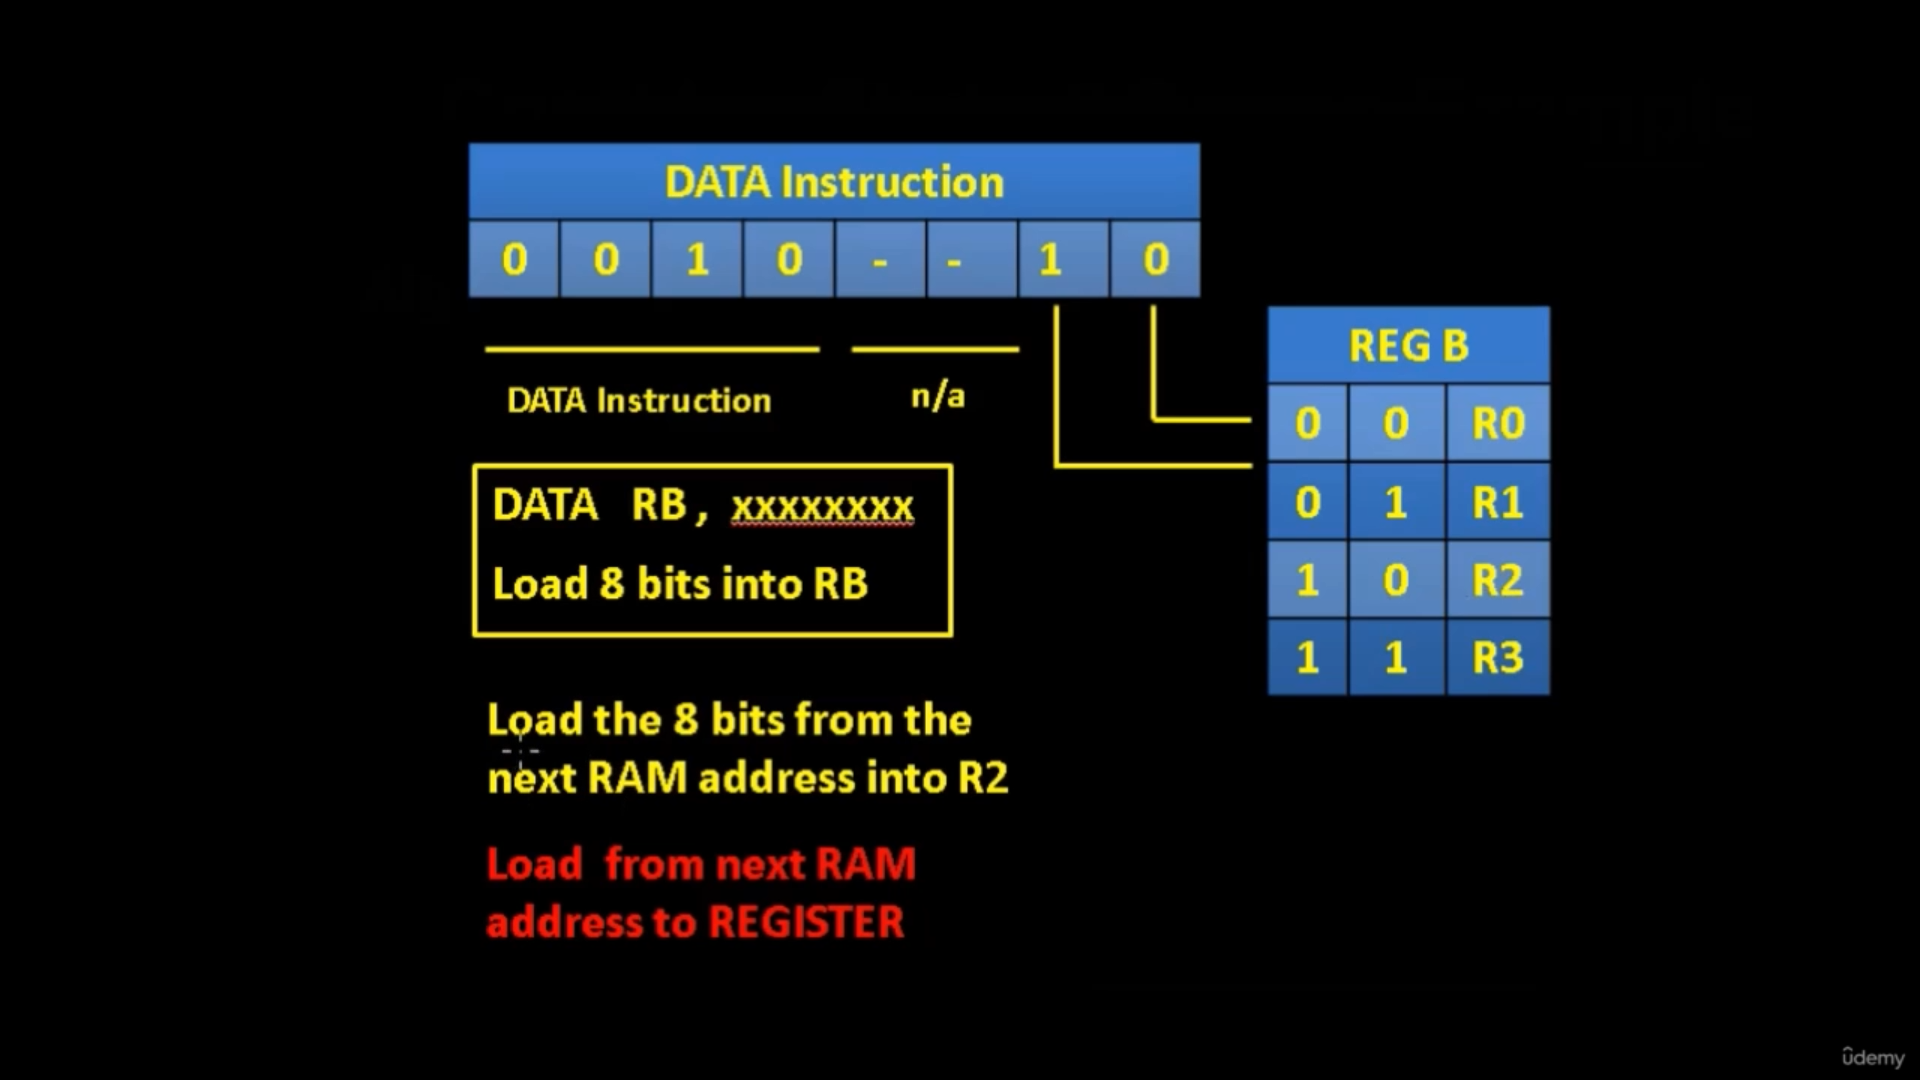 DATA Instruction
0 0 1 0 - - 1 0
DATA Instruction
n/a
REG B
0 0 R0
0 1 R1
1 0 R2
1 1 R3
DATA RB, xxxxxxxx
Load 8 bits into RB
Load the 8 bits from the
next RAM address into R2
Load from next RAM
address to REGISTER
ûdemy